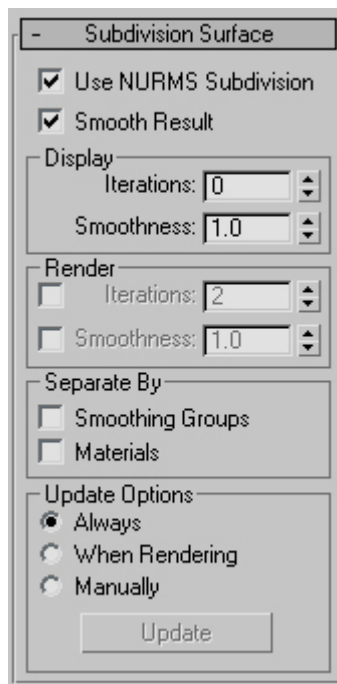 - Subdivision Surface
Use NURMS Subdivision
Smooth Result
Display
Iterations: 0
Smoothness: 1.0
Render
Iterations: 2
Smoothness: 1.0
Separate By
Smoothing Groups
Materials
Update Options
Always
When Rendering
Manually
Update